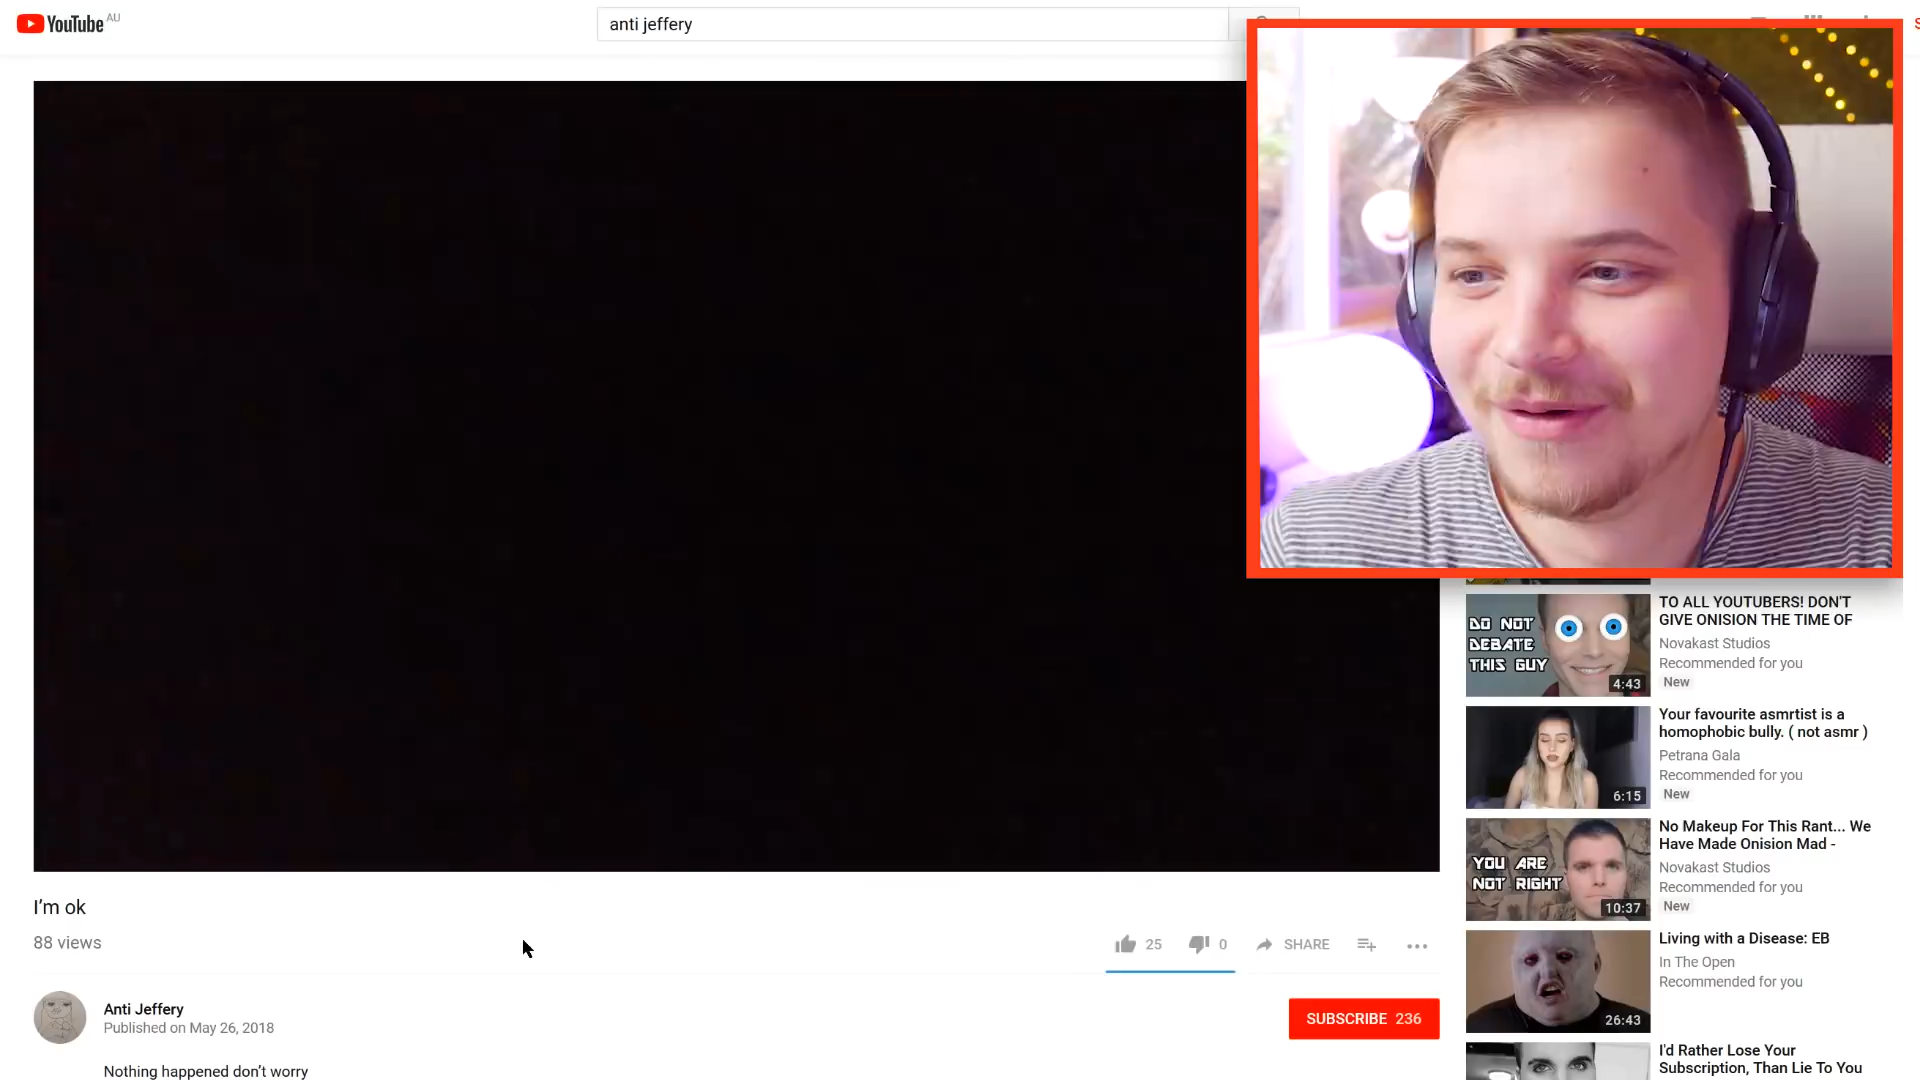 YouTube AU
anti jeffery
I'm ok
88 views
25
0
SHARE
Anti Jeffery
Published on May 26, 2018
SUBSCRIBE 236
Nothing happened don't worry
DO NOT
DEBATE
THIS GUY
4:43
TO ALL YOUTUBERS! DON'T
GIVE ONISION THE TIME OF
Novakast Studios
Recommended for you
New
6:15
Your favourite asmrtist is a
homophobic bully. ( not asmr )
Petrana Gala
Recommended for you
New
YOU ARE
NOT RIGHT
10:37
No Makeup For This Rant... We
Have Made Onision Mad -
Novakast Studios
Recommended for you
New
26:43
Living with a Disease: EB
In The Open
Recommended for you
I'd Rather Lose Your
Subscription, Than Lie To You